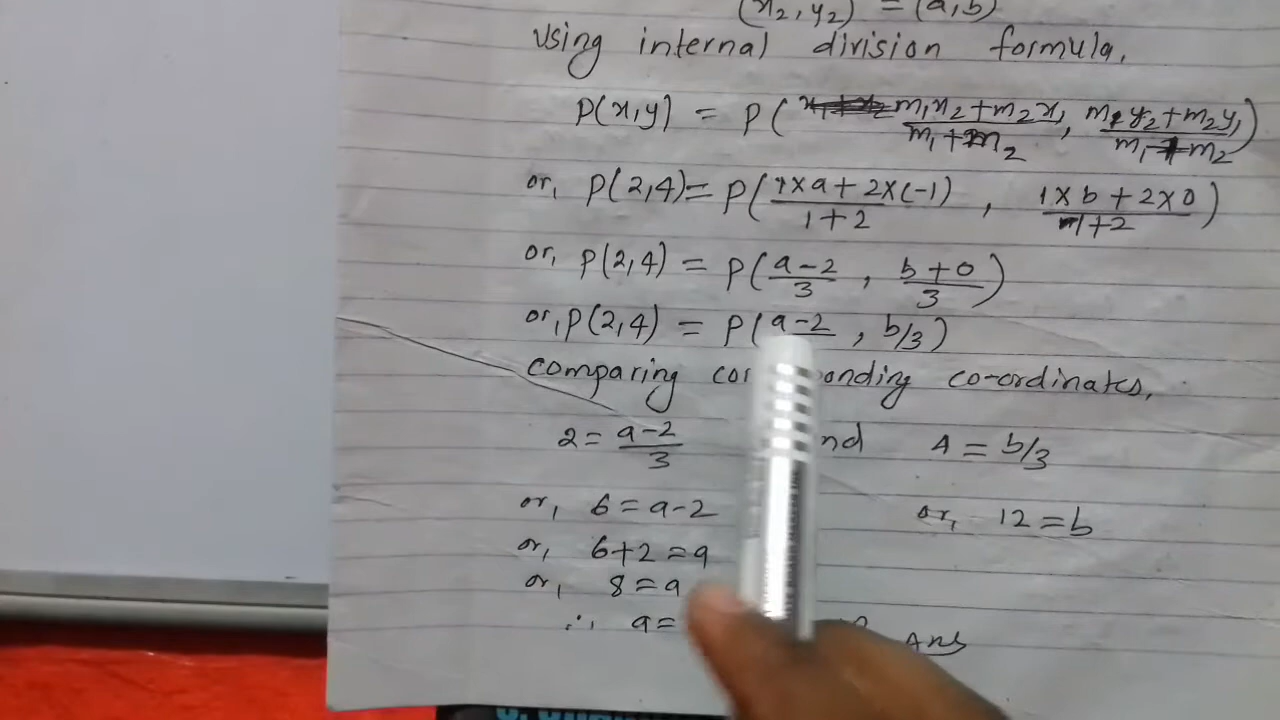 (x₂, y₂) = (a, b)
Using internal division formula,
P(x,y) = P( m₁x₂+m₂x₁/m₁+m₂, m₁y₂+m₂y₁/m₁+m₂)
or, P(2,4)= P(1×a+2×(-1)/1+2 , 1×b+2×0/1+2)
or, P(2,4) = P(a-2/3 , b+0/3)
or, P(2,4) = P(a-2 , b/3)
comparing co-ordinates.
2 = a-2/3 4 = b/3
or, 6 = a-2 or, 12 = b
or, 6+2 = a
or, 8 = a
∴ a= Ans